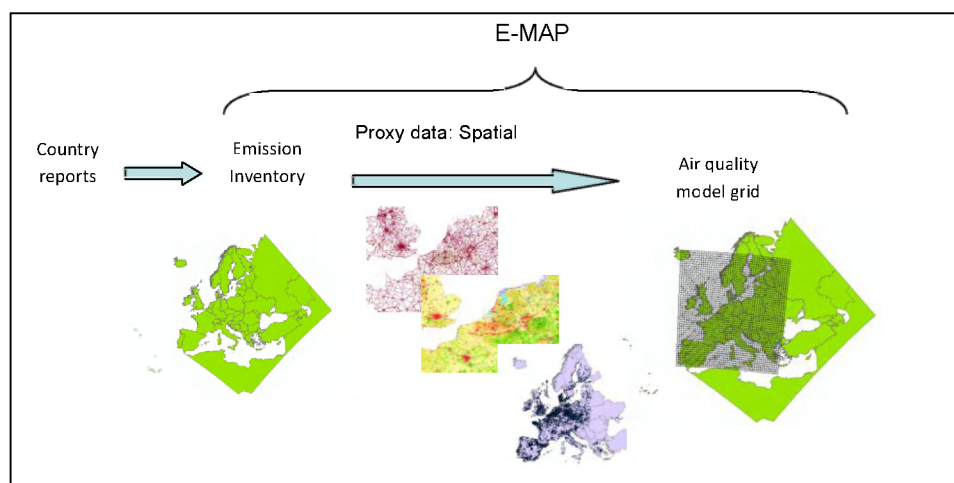 E-MAP
Proxy data: Spatial
Country
reports
Emission
Inventory
Air quality
model grid